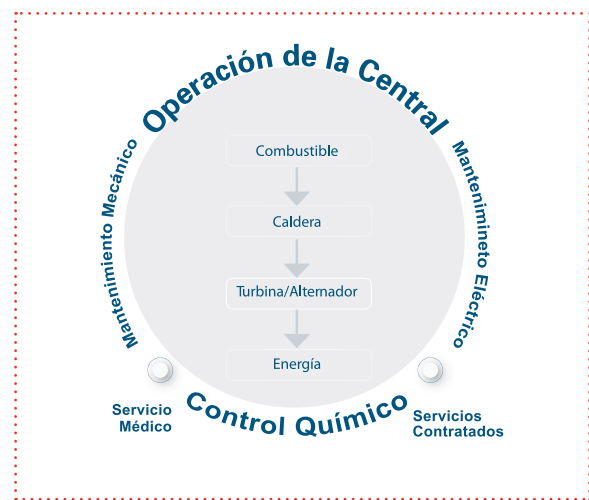 Operación de la Central
Mantenimiento Mecánico
Mantenimineto Eléctrico
Combustible
Caldera
Turbina/Alternador
Energía
Control Químico
Servicio
Médico
Servicios
Contratados